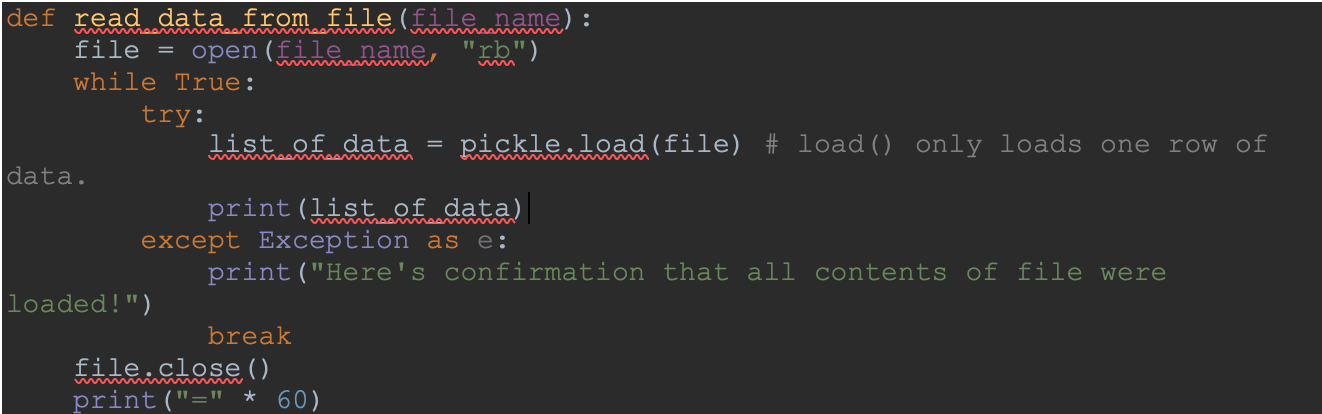 def read_data_from_file(file_name):
    file = open(file_name, "rb")
    while True:
        try:
            list_of_data = pickle.load(file) # load() only loads one row of
data.
            print(list_of_data)
        except Exception as e:
            print("Here's confirmation that all contents of file were
loaded!")
            break
    file.close()
    print("=" * 60)